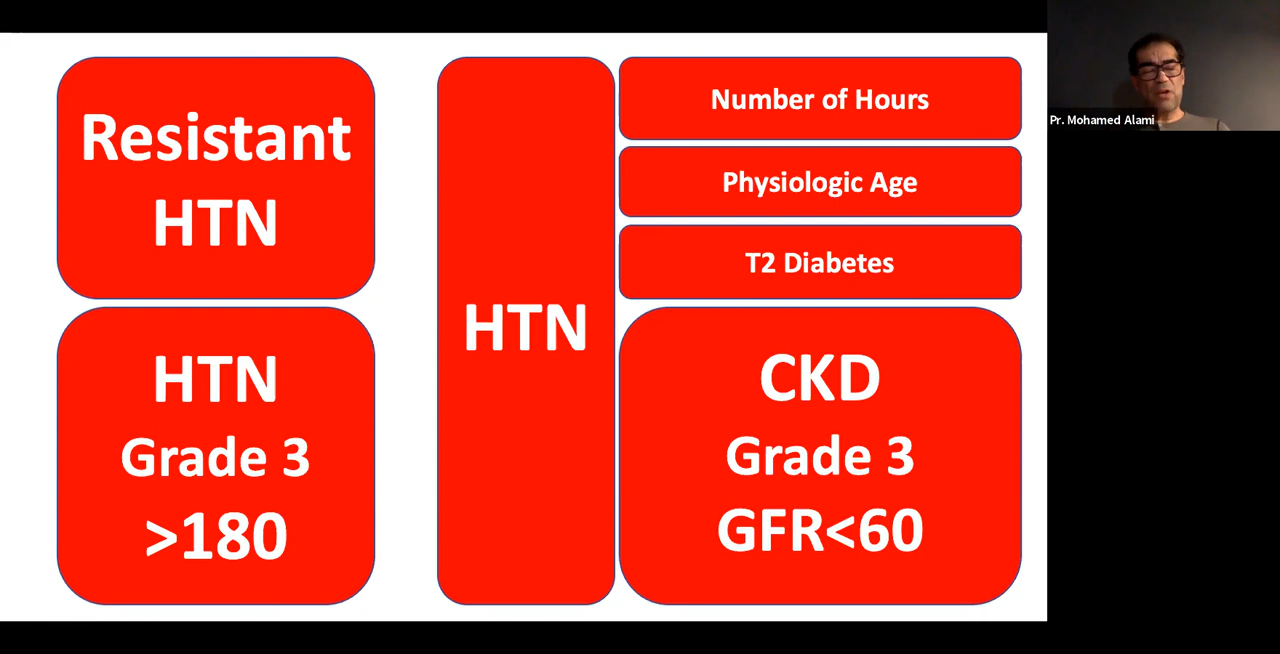 Resistant
HTN
HTN
Grade 3
>180
HTN
Number of Hours
Physiologic Age
T2 Diabetes
CKD
Grade 3
GFR<60
Pr. Mohamed Alami